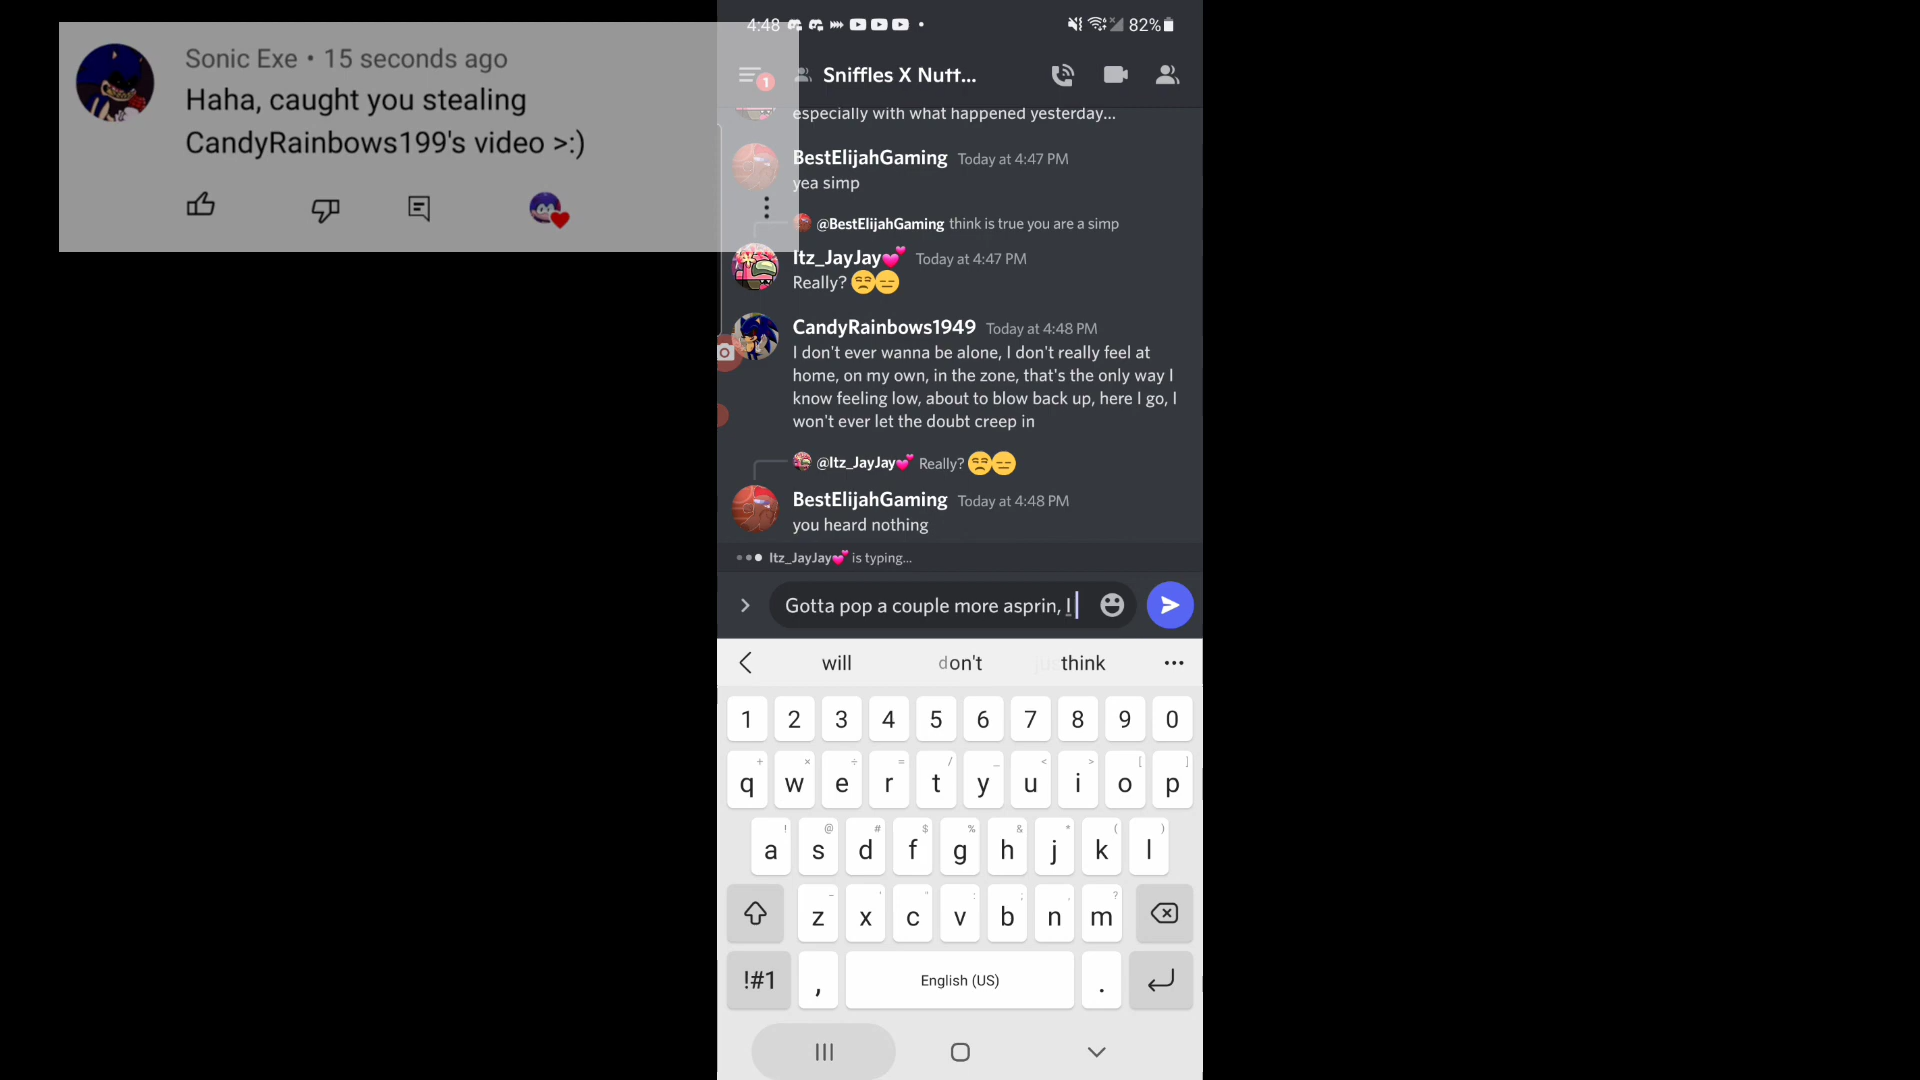 Sonic Exe • 15 seconds ago
Haha, caught you stealing
CandyRainbows199's video >:)
4:48
82%
1
Sniffles X Nutt...
especially with what happened yesterday...
BestElijahGaming Today at 4:47 PM
yea simp
@BestElijahGaming think is true you are a simp
Itz_JayJay💕 Today at 4:47 PM
Really? 😒😑
CandyRainbows1949 Today at 4:48 PM
I don't ever wanna be alone, I don't really feel at
home, on my own, in the zone, that's the only way I
know feeling low, about to blow back up, here I go, I
won't ever let the doubt creep in
@Itz_JayJay💕 Really? 😒😑
BestElijahGaming Today at 4:48 PM
you heard nothing
Itz_JayJay💕 is typing...
Gotta pop a couple more asprin, I
will don't think
1 2 3 4 5 6 7 8 9 0
+ × ÷ = / _ < > [ ]
q w e r t y u i o p
! @ # $ % & * ( )
a s d f g h j k l
- ' " : ; , ?
z x c v b n m
!#1 , English (US) .